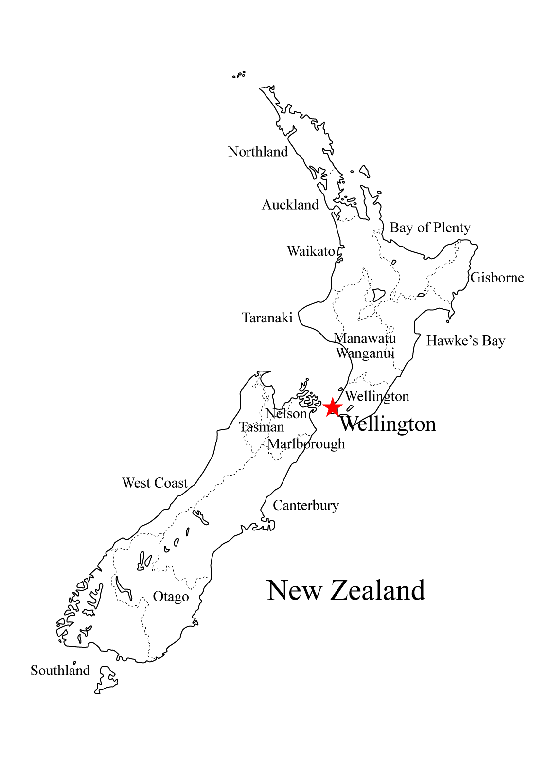 Northland
Auckland
Bay of Plenty
Waikato
Gisborne
Taranaki
Manawatu
Wanganui
Hawke's Bay
Wellington
Nelson
Wellington
Tasman
Marlborough
West Coast
Canterbury
New Zealand
Otago
Southland